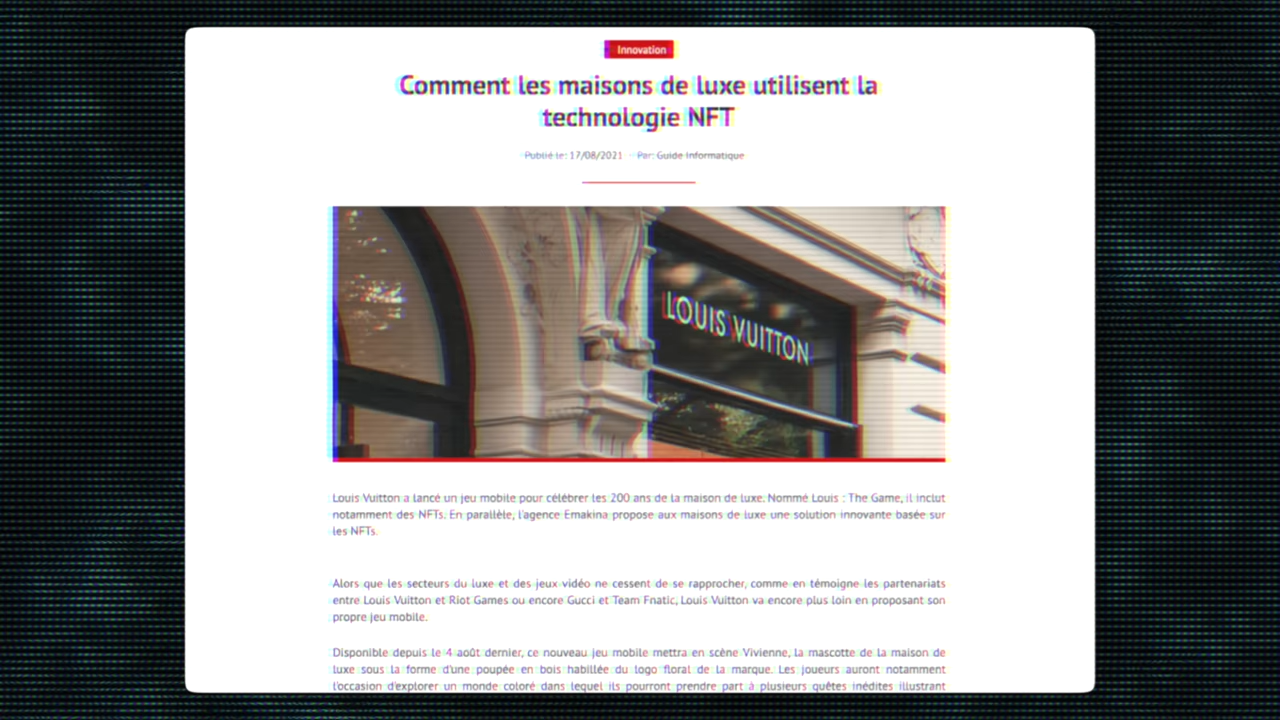 Innovation
Comment les maisons de luxe utilisent la
technologie NFT
Publié le: 17/08/2021 - Par: Guide Informatique
LOUIS VUITTON
Louis Vuitton a lancé un jeu mobile pour célébrer les 200 ans de la maison de luxe. Nommé Louis : The Game, il inclut
notamment des NFTs. En parallèle, l'agence Emakina propose aux maisons de luxe une solution innovante basée sur
les NFTs.
Alors que les secteurs du luxe et des jeux vidéo ne cessent de se rapprocher, comme en témoigne les partenariats
entre Louis Vuitton et Riot Games ou encore Gucci et Team Fnatic, Louis Vuitton va encore plus loin en proposant son
propre jeu mobile.
Disponible depuis le 4 août dernier, ce nouveau jeu mobile mettra en scène Vivienne, la mascotte de la maison de
luxe sous la forme d'une poupée en bois habillée du logo floral de la marque. Les joueurs auront notamment
l'occasion d'explorer un monde coloré dans lequel ils pourront prendre part à plusieurs quêtes inédites illustrant